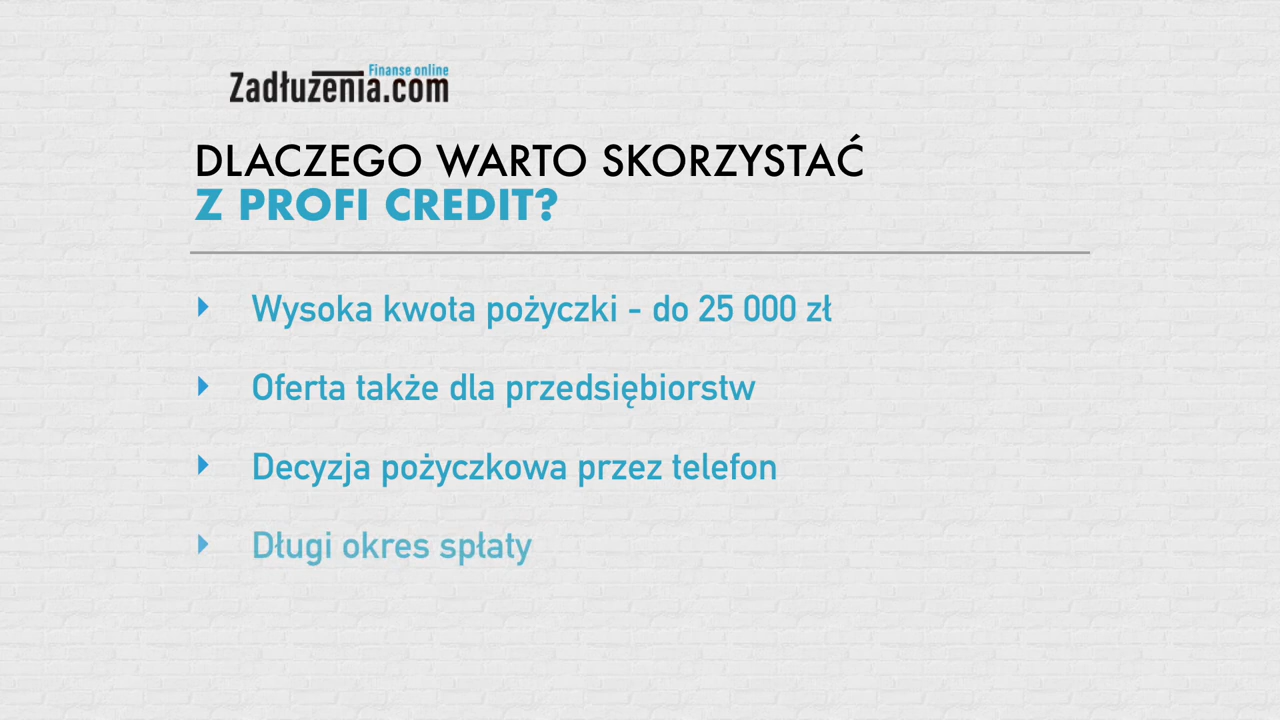 Finanse online
Zadłużenia.com
DLACZEGO WARTO SKORZYSTAĆ
Z PROFI CREDIT?
Wysoka kwota pożyczki - do 25 000 zł
Oferta także dla przedsiębiorstw
Decyzja pożyczkowa przez telefon
Długi okres spłaty